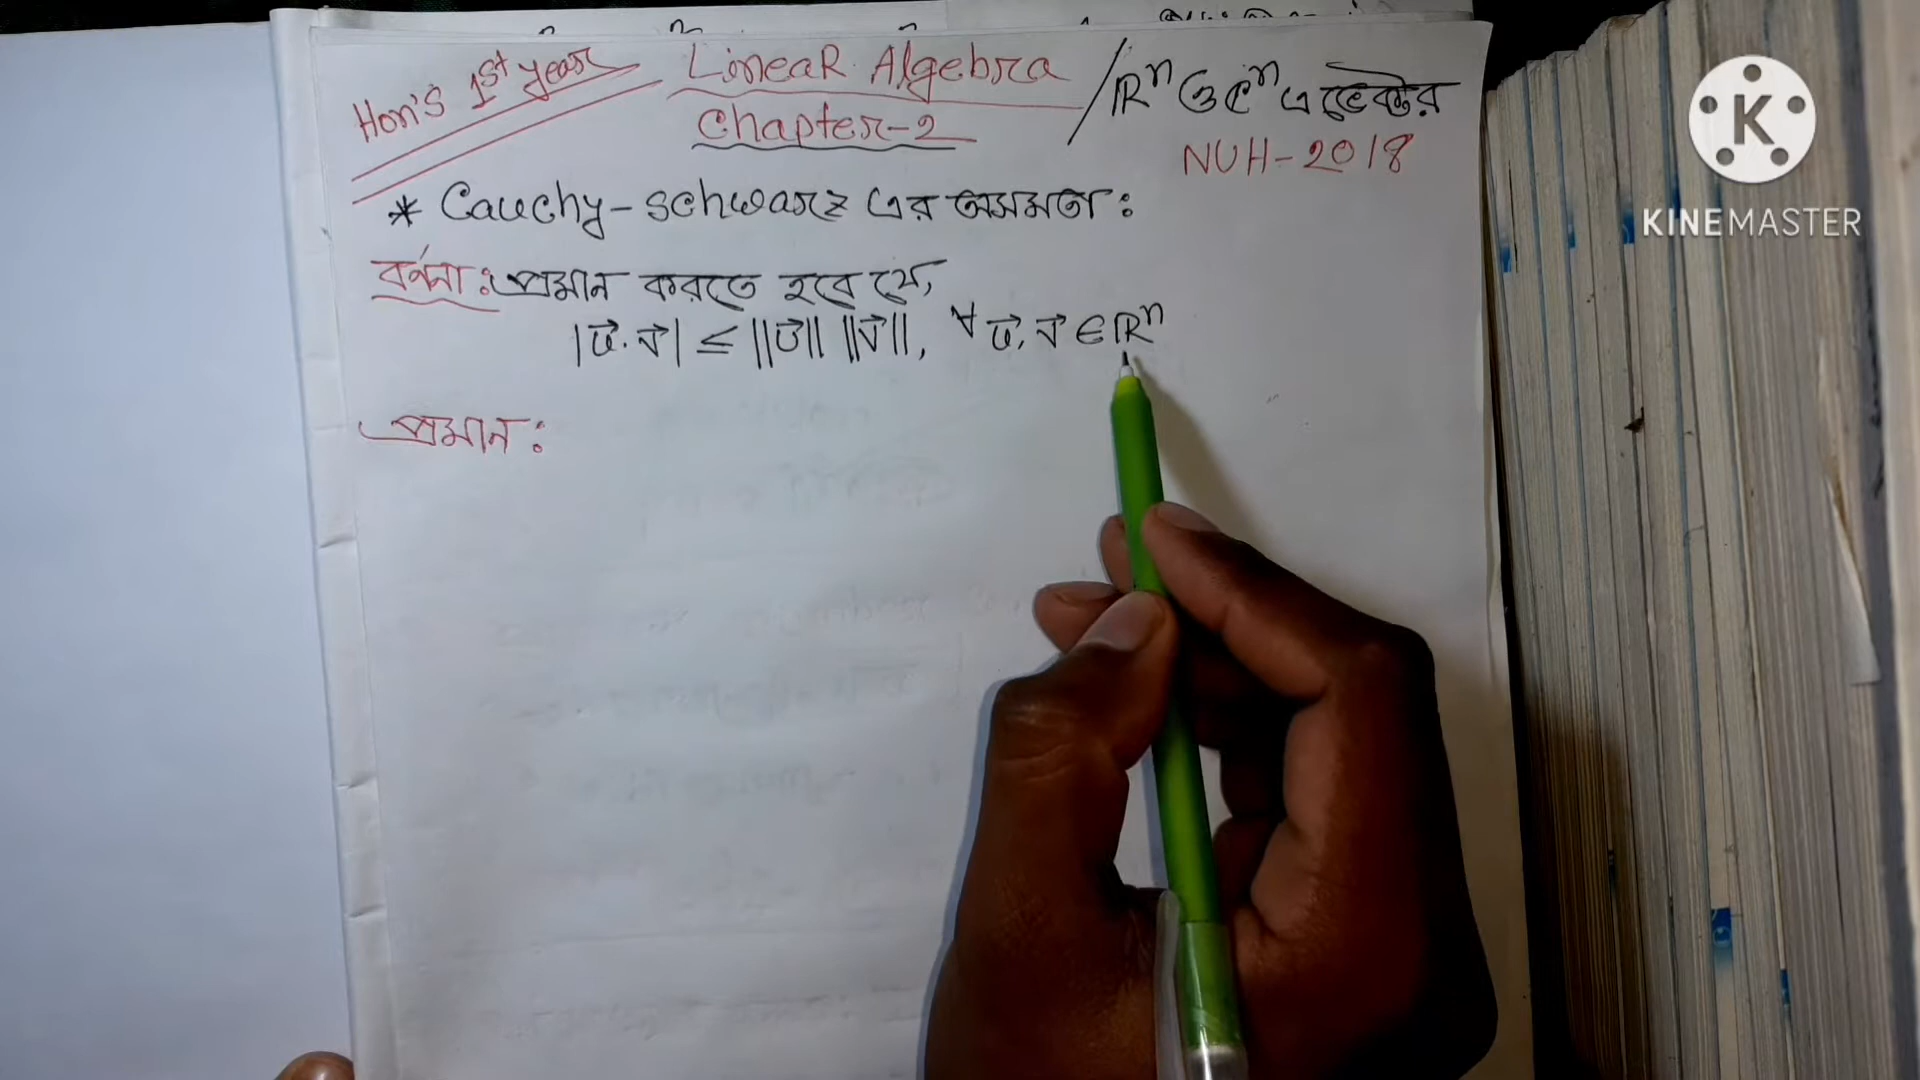 Hon's 1st year
Linear Algebra
Chapter-2
/ℝⁿ ও ℂⁿ এ ভেক্টর
NUH-2018
* Cauchy-schwarz এর অসমতা:
বর্ননা: প্রমান করতে হবে যে,
|u⃗.v⃗| ≤ ||u⃗|| ||v⃗||, ∀ u⃗, v⃗ ∈ ℝⁿ
প্রমান:
K
KINEMASTER